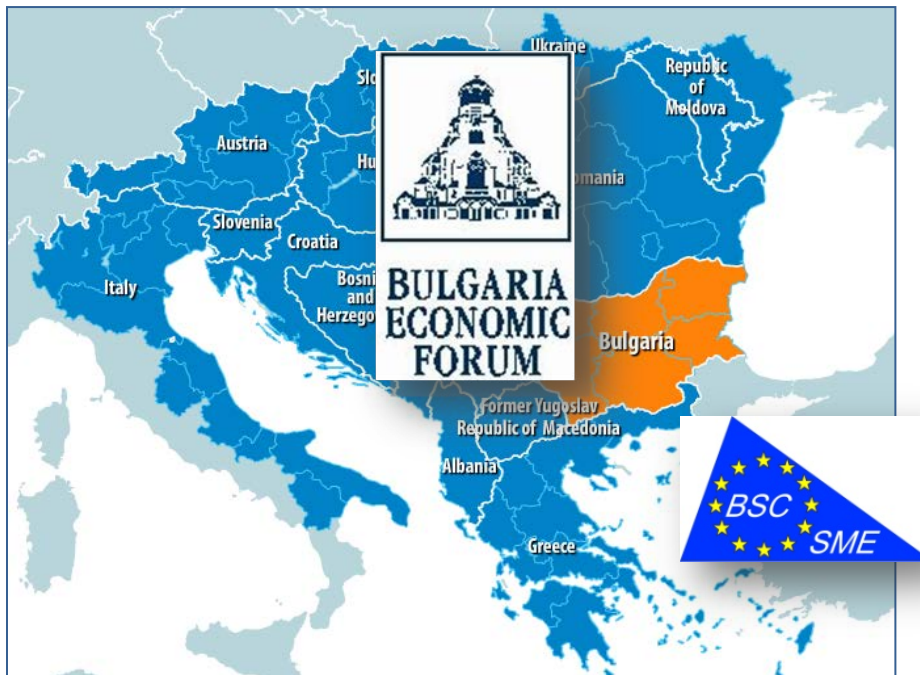 Ukraine
Republic
of
Moldova
Austria
Slovenia
Croatia
Italy
BULGARIA
ECONOMIC
FORUM
Bulgaria
Former Yugoslav
Republic of Macedonia
Albania
Greece
BSC
SME